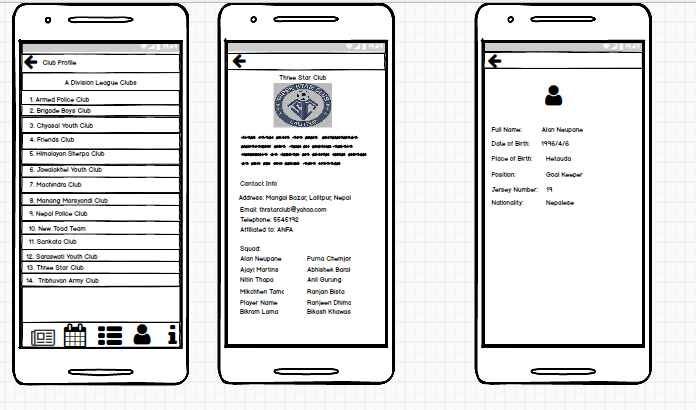 Club Profile
A Division League Clubs
1. Armed Police Club
2. Brigade Boys Club
3. Chyasal Youth Club
4. Friends Club
5. Himalayan Sherpa Club
6. Jawalakhel Youth Club
7. Machindra Club
8. Manang Marsyandi Club
9. Nepal Police Club
10. New Toad Team
11. Sankata Club
12. Saraswati Youth Club
13. Three Star Club
14. Tribhuvan Army Club
Three Star Club
Contact Info
Address: Mangal Bazar, Lalitpur, Nepal
Email: thrstarclub@yahoo.com
Telephone: 5545192
Affiliated to: ANFA
Squad:
Alan Neupane Purna Chemjor
Ajayi Martins Abhishek Baral
Nitin Thapa Anil Gurung
Mikchhen Tama Ranjan Bista
Player Name Ranjeen Dhima
Bikram Lama Bikash Khawas
Full Name: Alan Neupane
Date of Birth: 1996/4/6
Place of Birth: Hetauda
Position: Goal Keeper
Jersey Number: 19
Nationality: Nepalese